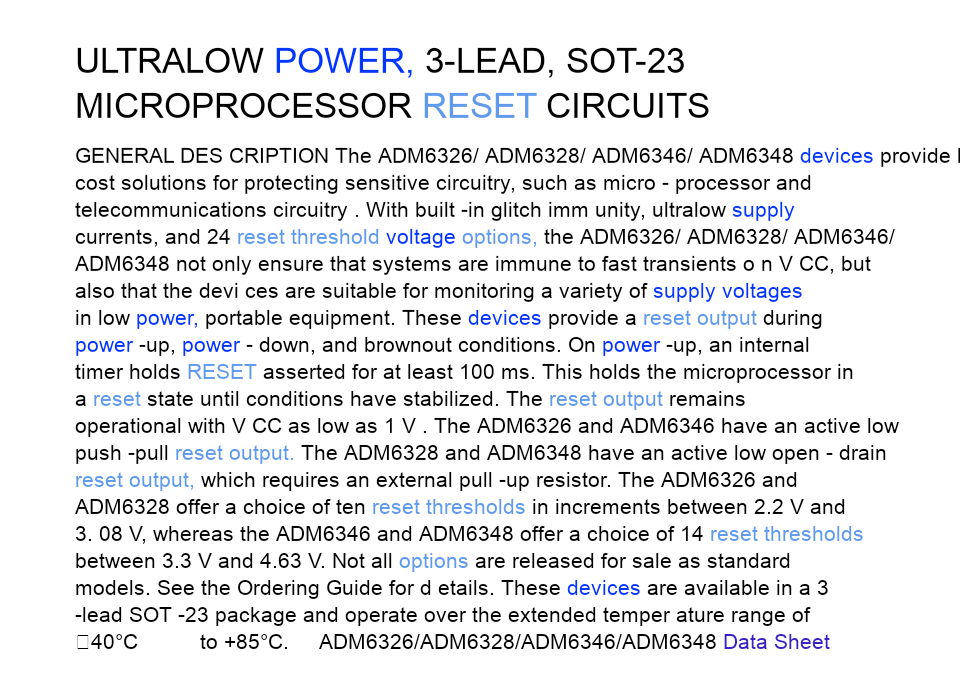 ULTRALOW POWER, 3-LEAD, SOT-23
MICROPROCESSOR RESET CIRCUITS
GENERAL DES CRIPTION The ADM6326/ ADM6328/ ADM6346/ ADM6348 devices provide
cost solutions for protecting sensitive circuitry, such as micro - processor and
telecommunications circuitry . With built -in glitch imm unity, ultralow supply
currents, and 24 reset threshold voltage options, the ADM6326/ ADM6328/ ADM6346/
ADM6348 not only ensure that systems are immune to fast transients o n V CC, but
also that the devi ces are suitable for monitoring a variety of supply voltages
in low power, portable equipment. These devices provide a reset output during
power -up, power - down, and brownout conditions. On power -up, an internal
timer holds RESET asserted for at least 100 ms. This holds the microprocessor in
a reset state until conditions have stabilized. The reset output remains
operational with V CC as low as 1 V . The ADM6326 and ADM6346 have an active low
push -pull reset output. The ADM6328 and ADM6348 have an active low open - drain
reset output, which requires an external pull -up resistor. The ADM6326 and
ADM6328 offer a choice of ten reset thresholds in increments between 2.2 V and
3. 08 V, whereas the ADM6346 and ADM6348 offer a choice of 14 reset thresholds
between 3.3 V and 4.63 V. Not all options are released for sale as standard
models. See the Ordering Guide for d etails. These devices are available in a 3
-lead SOT -23 package and operate over the extended temper ature range of
□40°C to +85°C. ADM6326/ADM6328/ADM6346/ADM6348 Data Sheet